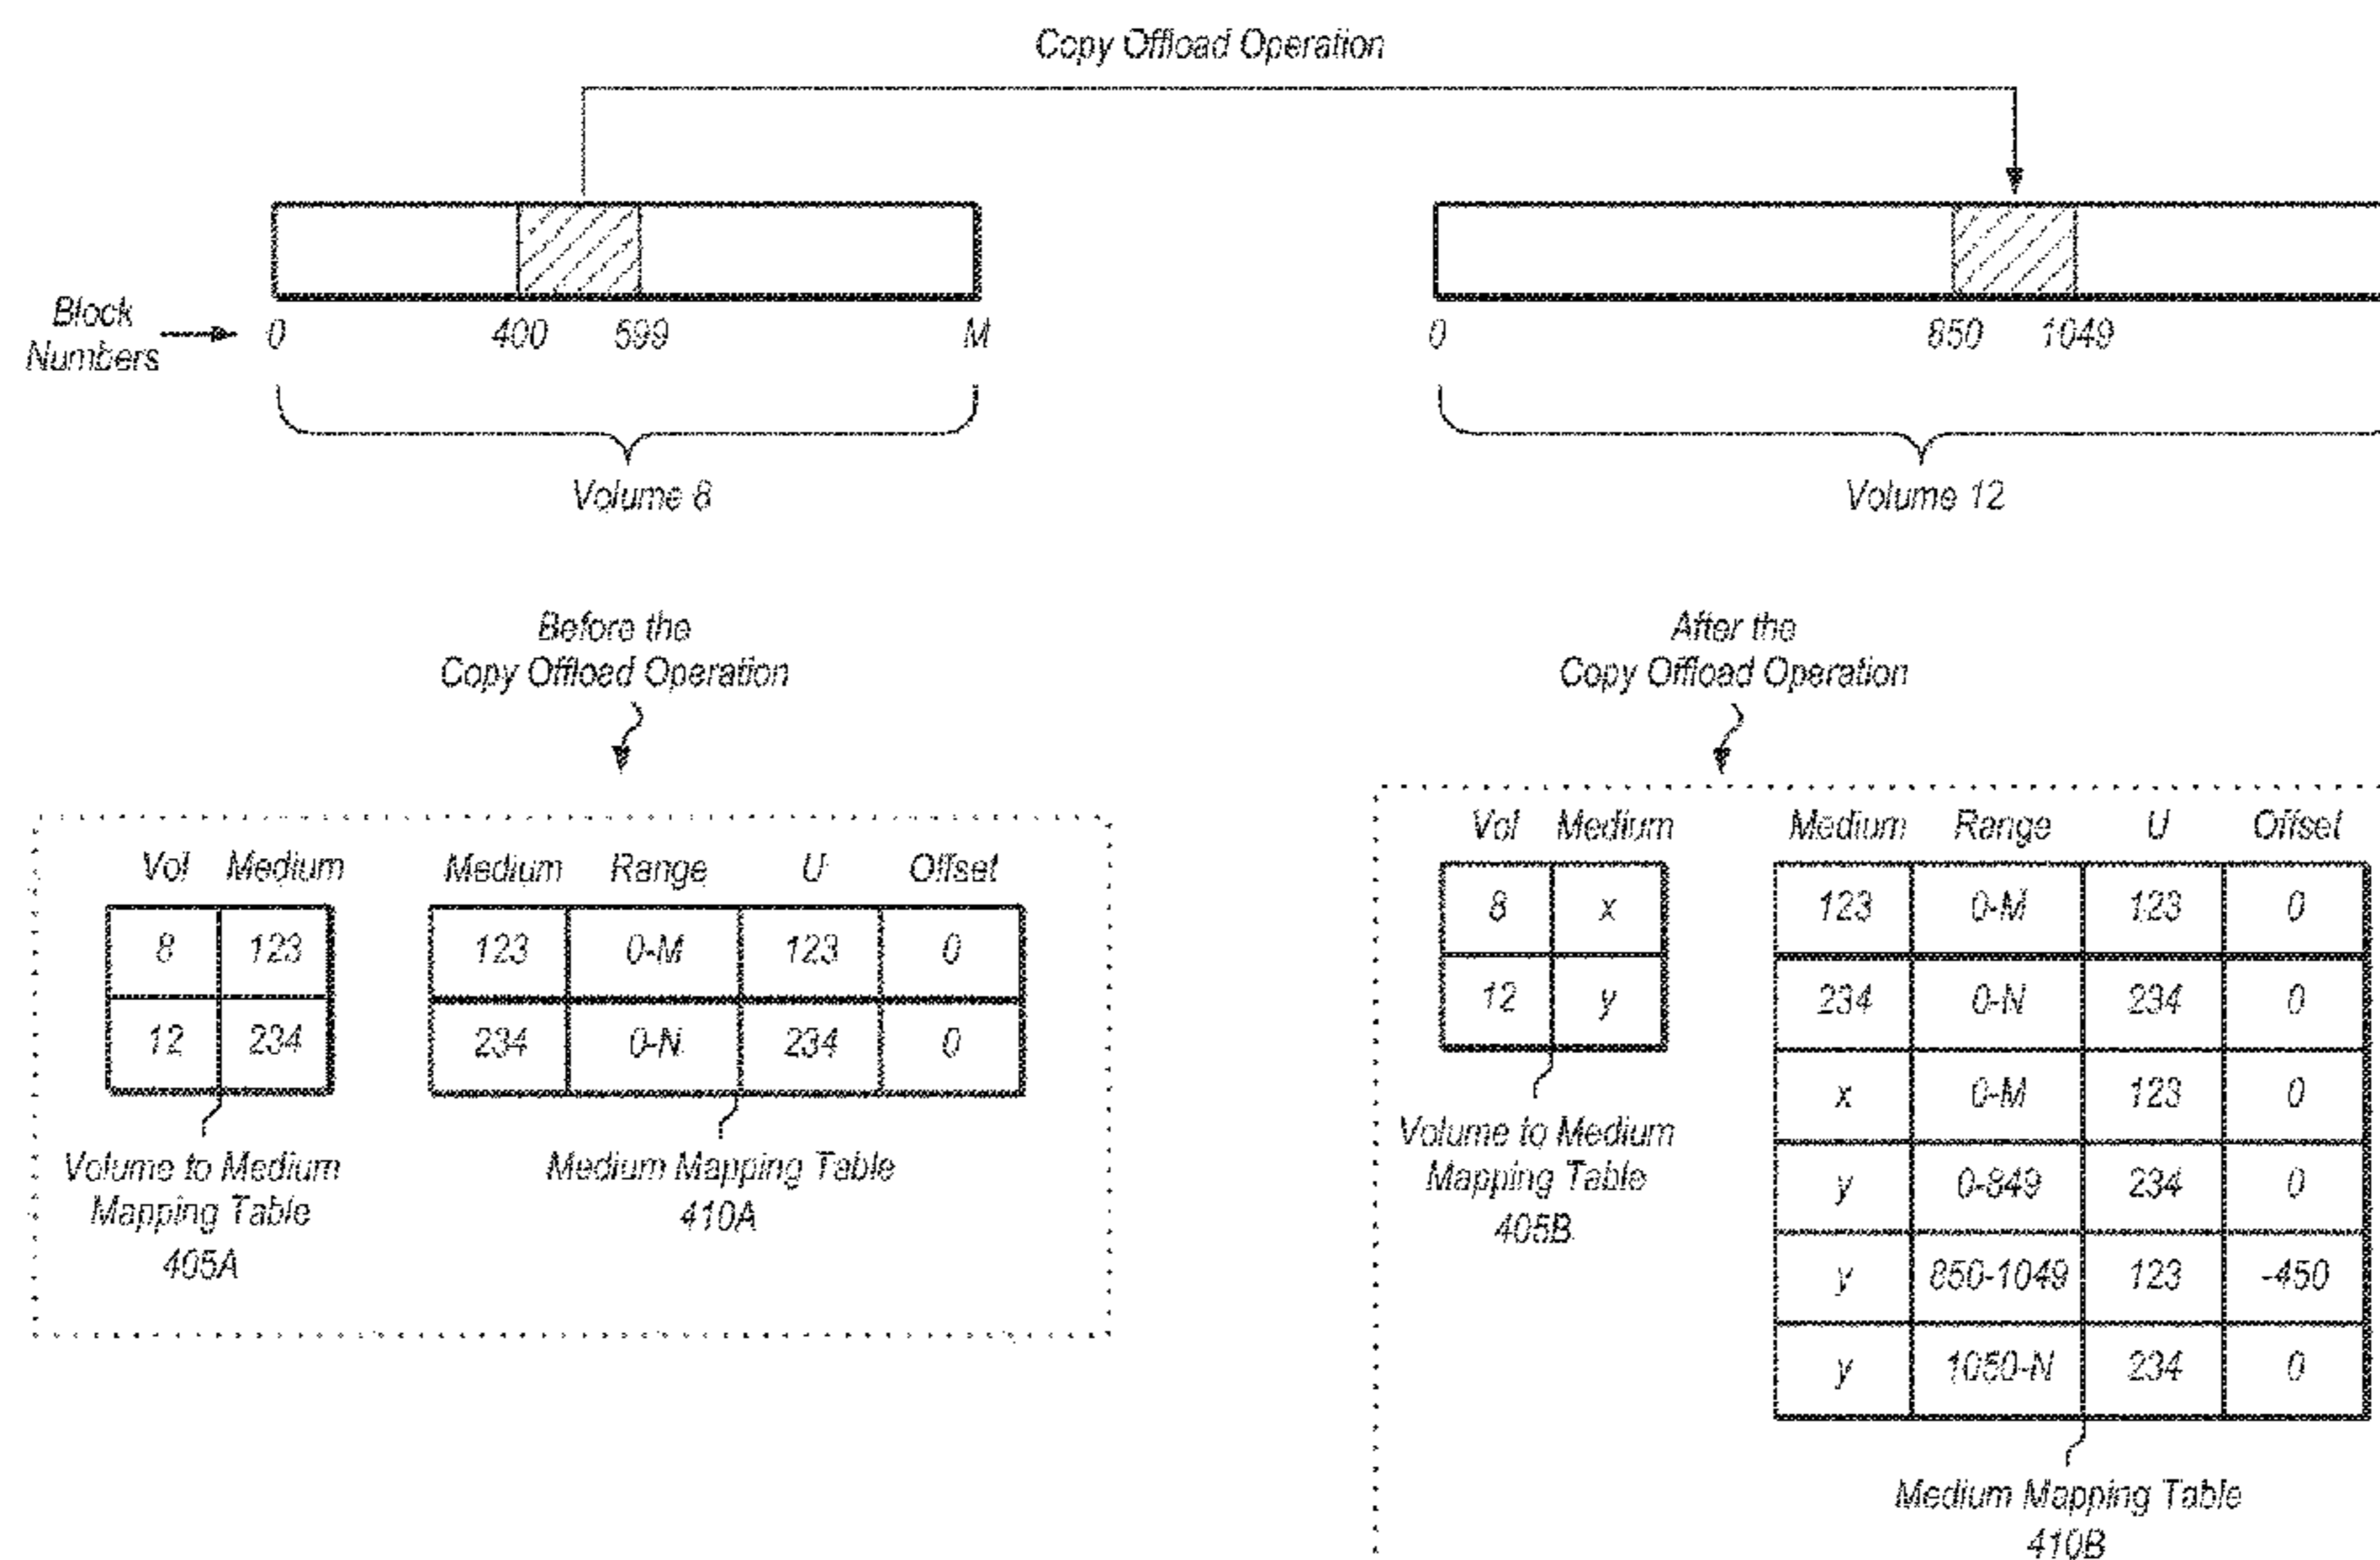 Copy Offload Operation
Block
Numbers
0 400 599 M
0 850 1049
Volume 8
Volume 12
Before the
Copy Offload Operation
After the
Copy Offload Operation
Vol Medium
8 123
12 234
Volume to Medium
Mapping Table
405A
Medium Range U Offset
123 0-M 123 0
234 0-N 234 0
Medium Mapping Table
410A
Vol Medium
8 x
12 y
Volume to Medium
Mapping Table
405B
Medium Range U Offset
123 0-M 123 0
234 0-N 234 0
x 0-M 123 0
y 0-849 234 0
y 850-1049 123 -450
y 1050-N 234 0
Medium Mapping Table
410B